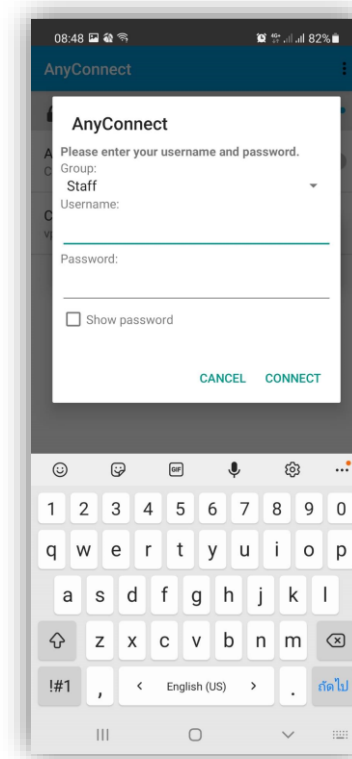 08:48 82%
AnyConnect
AnyConnect
Please enter your username and password.
Group:
Staff
Username:
Password:
Show password
CANCEL CONNECT
GIF
1 2 3 4 5 6 7 8 9 0
q w e r t y u i o p
a s d f g h j k l
z x c v b n m
!#1 , < English (US) > . ถัดไป